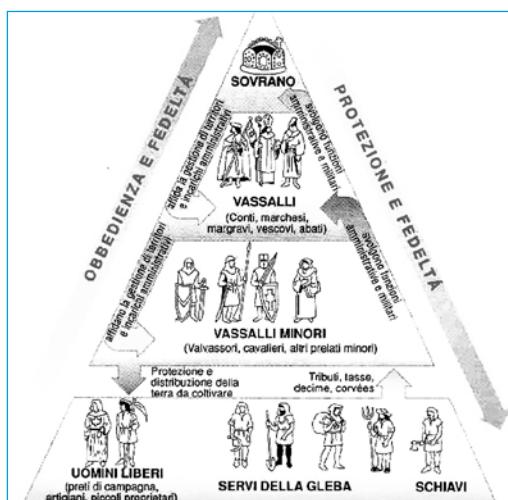 SOVRANO
OBBEDIENZA E FEDELTÀ
PROTEZIONE E FEDELTÀ
affida la gestione di territori
e incarichi amministrativi
svolgono funzioni
amministrative e militari
VASSALLI
(Conti, marchesi,
margravi, vescovi, abati)
affidano la gestione di territori
e incarichi amministrativi
svolgono funzioni
amministrative e militari
VASSALLI MINORI
(Valvassori, cavalieri, altri prelati minori)
Protezione e
distribuzione della
terra da coltivare
Tributi, tasse,
decime, corvées
UOMINI LIBERI
(preti di campagna,
artigiani, piccoli proprietari)
SERVI DELLA GLEBA
SCHIAVI